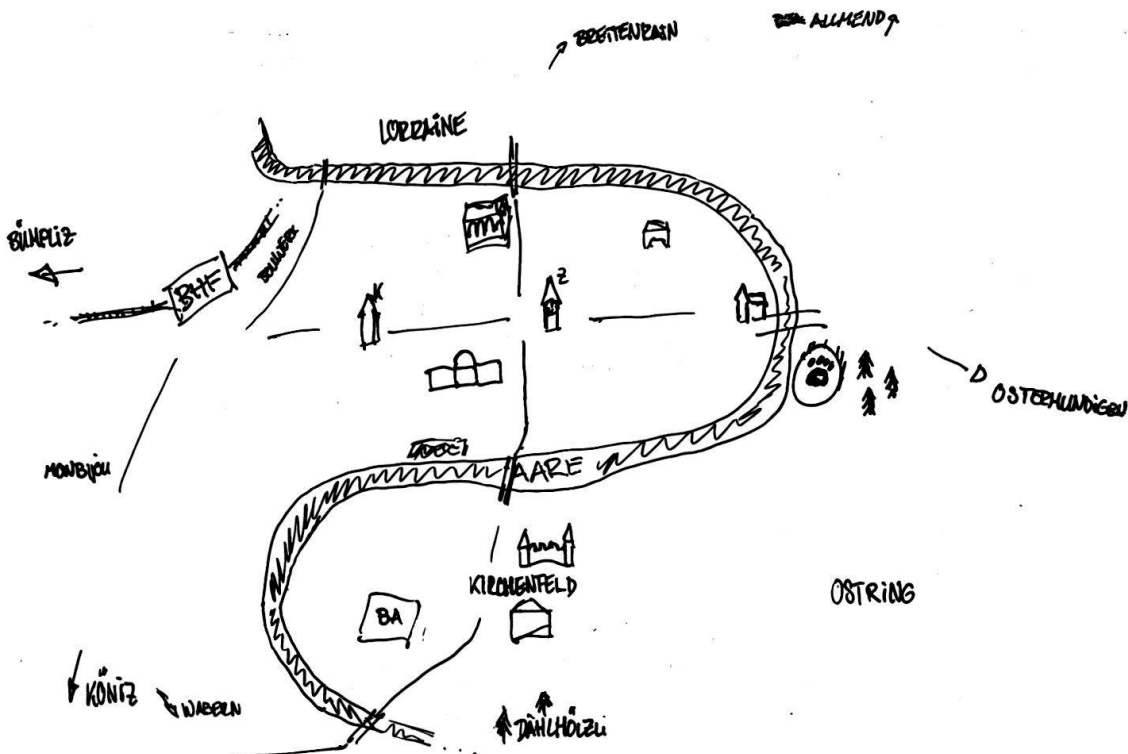 BREITENRAIN
ALLMEND
LORRAINE
BÜMPLIZ
BHF
BOLLWERK
K
Z
OSTERMUNDIGEN
MONBIJOU
AARE
KIRCHENFELD
BA
OSTRING
KÖNIZ
WABERN
DÄHLHÖLZLI